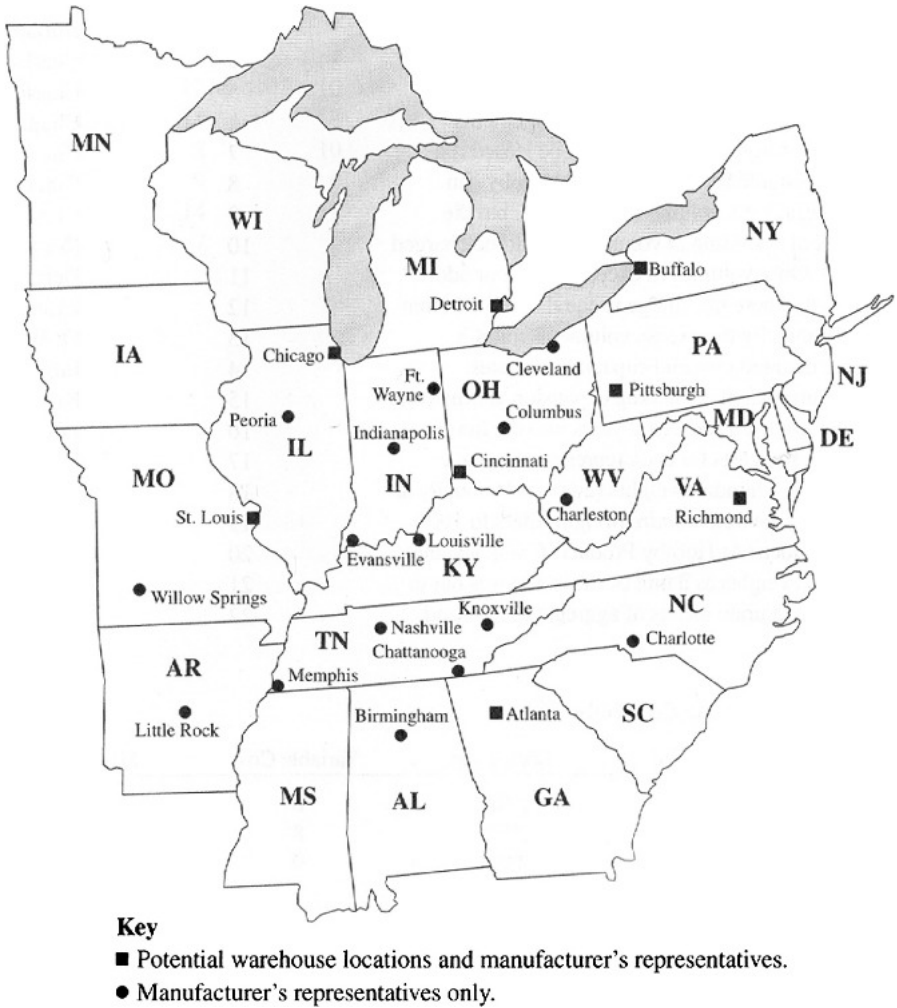 MN
WI
MI
NY
Buffalo
Detroit
IA
Chicago
Cleveland
PA
NJ
Ft.
Wayne
OH
Pittsburgh
Peoria
IL
Columbus
MD
DE
Indianapolis
Cincinnati
MO
IN
WV
VA
St. Louis
Charleston
Richmond
Evansville
Louisville
KY
Willow Springs
Knoxville
NC
TN
Nashville
Charlotte
Chattanooga
AR
Memphis
Little Rock
Birmingham
Atlanta
SC
MS
AL
GA
Key
■ Potential warehouse locations and manufacturer's representatives.
● Manufacturer's representatives only.